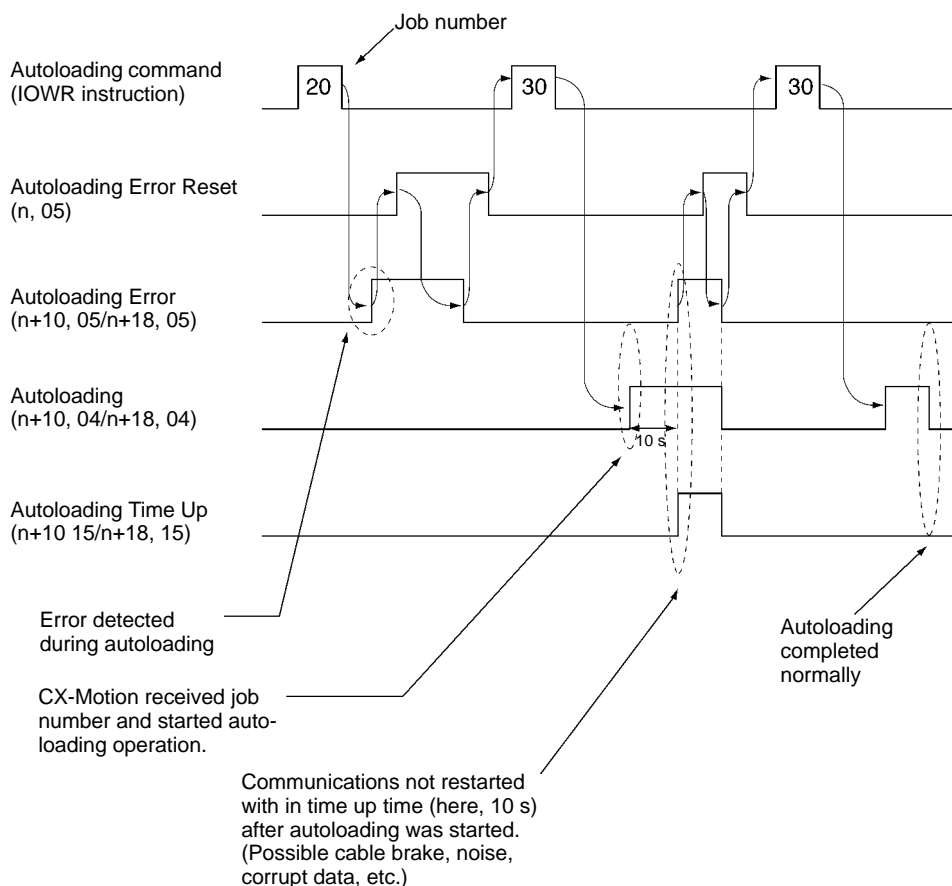 Job number
Autoloading command
(IOWR instruction)
20
30
30
Autoloading Error Reset
(n, 05)
Autoloading Error
(n+10, 05/n+18, 05)
Autoloading
(n+10, 04/n+18, 04)
10 s
Autoloading Time Up
(n+10 15/n+18, 15)
Error detected
during autoloading
Autoloading
completed
normally
CX-Motion received job
number and started auto-
loading operation.
Communications not restarted
with in time up time (here, 10 s)
after autoloading was started.
(Possible cable brake, noise,
corrupt data, etc.)